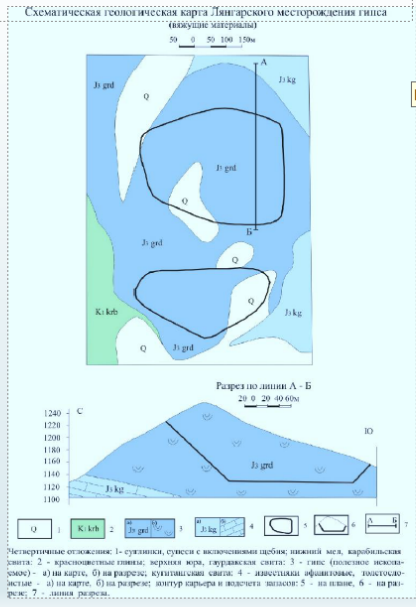 Схематическая геологическая карта Лянгарского месторождения гипса
(вяжущие материалы)
50 0 50 100 150м
А
J3 grd
J3 kg
Q
J3 grd
Q
Б
J3 grd
Q
Q
K1 krb
J3 kg
Q
J3 grd
Разрез по линии А - Б
20 0 20 40 60м
С
Ю
1240
1220
1200
1180
1160
1140
1120
1100
J3 grd
J3 kg
Q 1 K1 krb 2 а) J3 grd б) 3 а) J3 kg б) 4 5 6 А Б 7
Четвертичные отложения: 1- суглинки, супеси с включениями щебня; нижний мел, карабильская
свита: 2 - красноцветные глины; верхняя юра, гаурдакская свита: 3 - гипс (полезное ископа-
емое) - а) на карте, б) на разрезе; кугитангская свита: 4 - известняки афанитовые, толстосло-
истые - а) на карте, б) на разрезе; контур карьера и подсчета запасов: 5 - на плане, 6 - на раз-
резе; 7 - линия разреза.